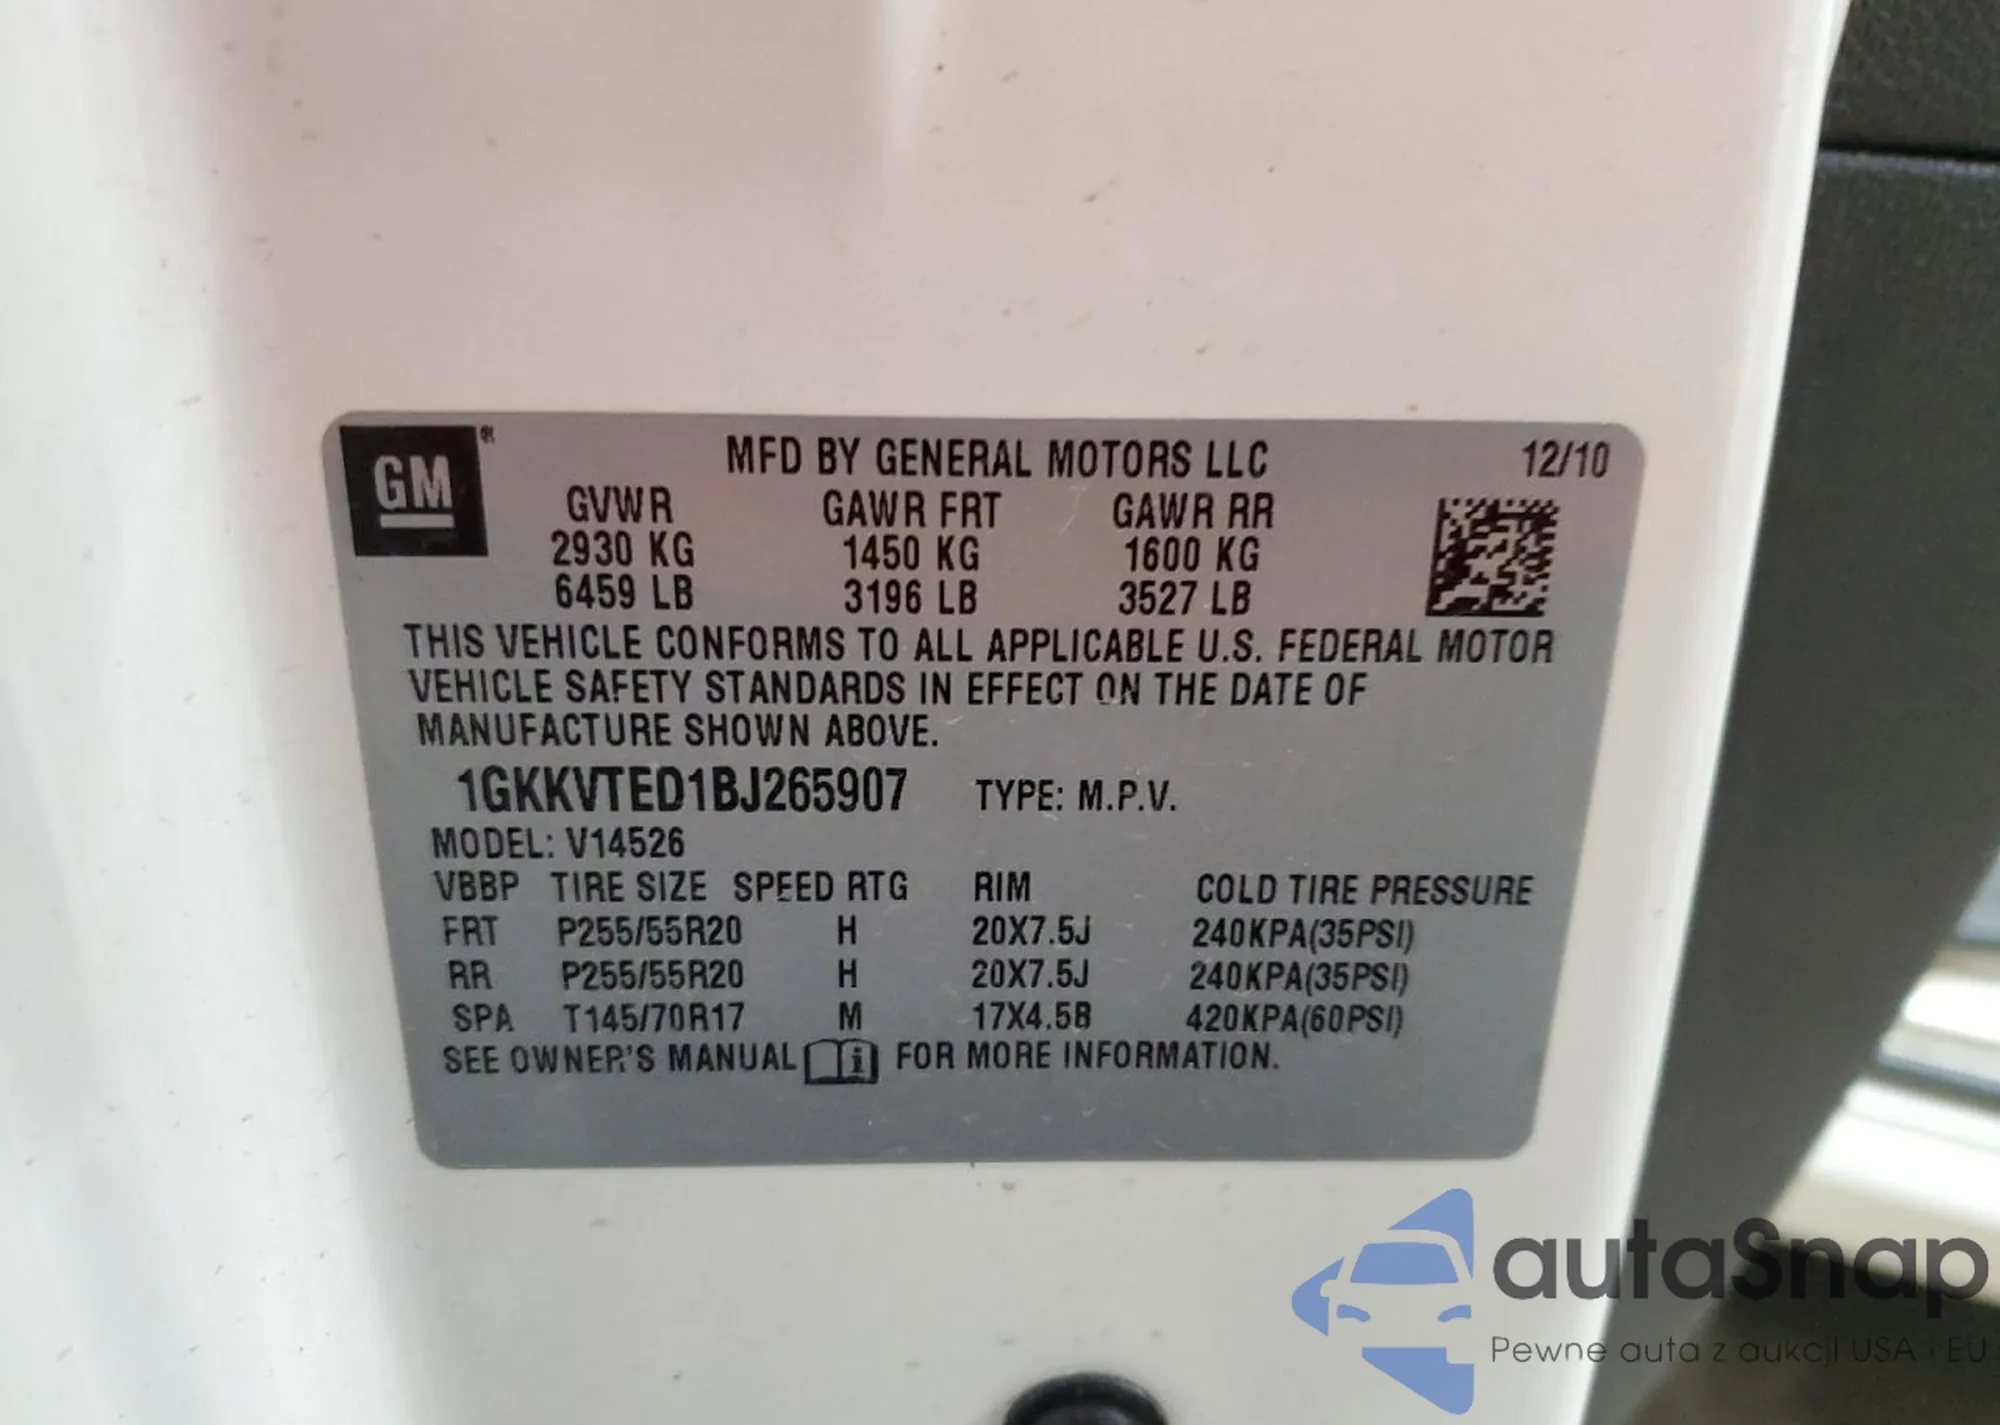 GM®
MFD BY GENERAL MOTORS LLC 12/10
GVWR GAWR FRT GAWR RR
2930 KG 1450 KG 1600 KG
6459 LB 3196 LB 3527 LB
THIS VEHICLE CONFORMS TO ALL APPLICABLE U.S. FEDERAL MOTOR
VEHICLE SAFETY STANDARDS IN EFFECT ON THE DATE OF
MANUFACTURE SHOWN ABOVE.
1GKKVTED1BJ265907 TYPE: M.P.V.
MODEL: V14526
VBBP TIRE SIZE SPEED RTG RIM COLD TIRE PRESSURE
FRT P255/55R20 H 20X7.5J 240KPA(35PSI)
RR P255/55R20 H 20X7.5J 240KPA(35PSI)
SPA T145/70R17 M 17X4.5B 420KPA(60PSI)
SEE OWNER'S MANUAL i FOR MORE INFORMATION.
autaSnap
Pewne auta z aukcji USA i EU